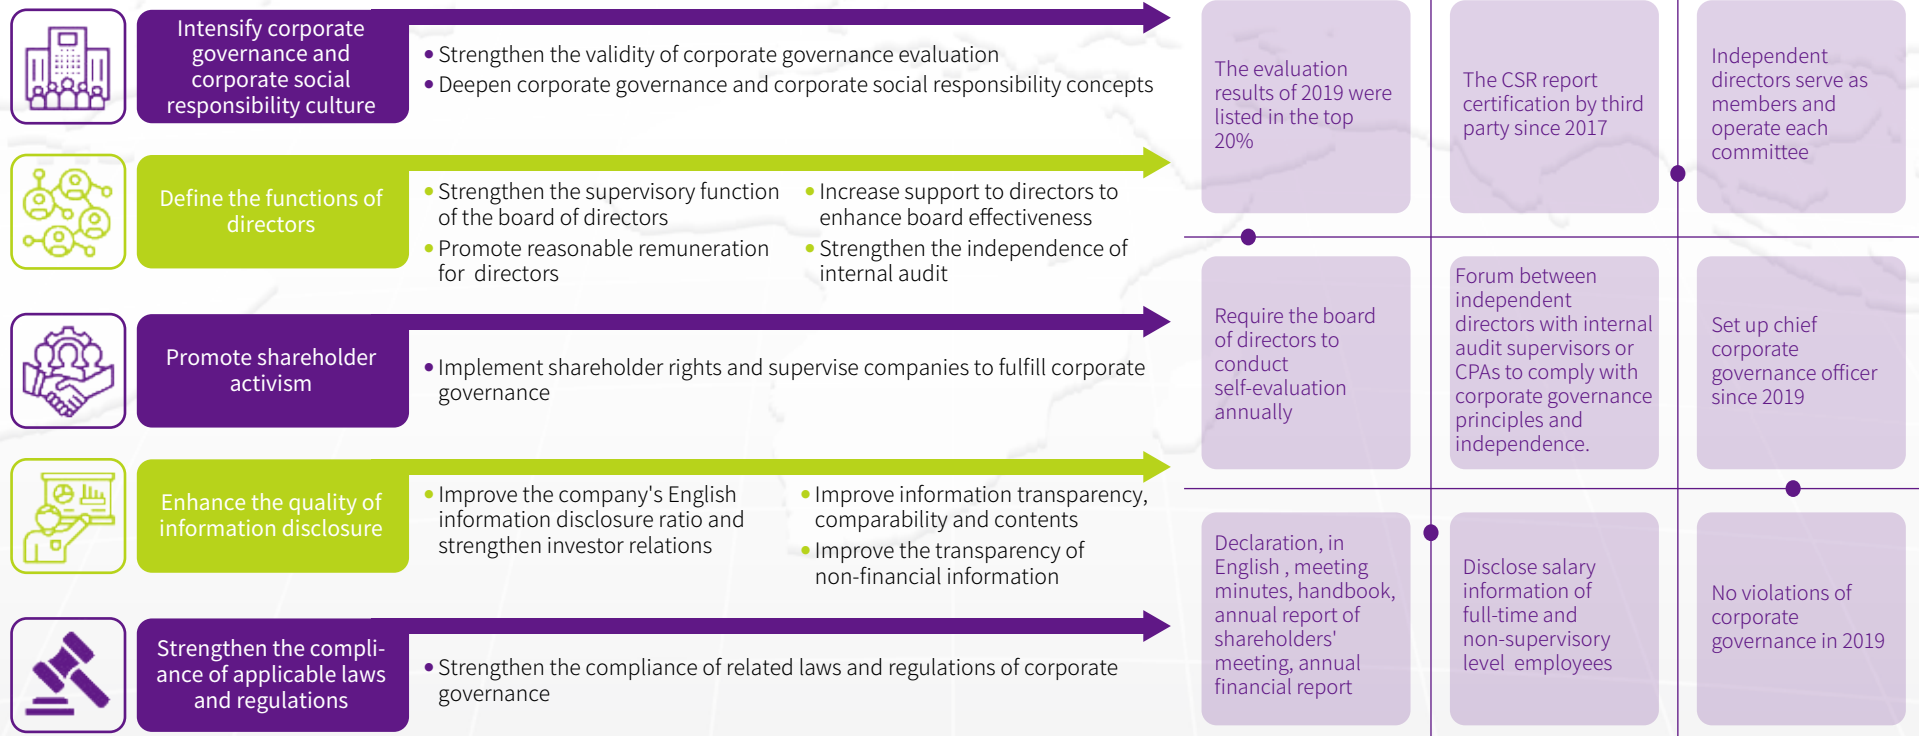 Intensify corporate
governance and
corporate social
responsibility culture
• Strengthen the validity of corporate governance evaluation
• Deepen corporate governance and corporate social responsibility concepts
Define the functions of
directors
• Strengthen the supervisory function
of the board of directors
• Promote reasonable remuneration
for directors
• Increase support to directors to
enhance board effectiveness
• Strengthen the independence of
internal audit
Promote shareholder
activism
• Implement shareholder rights and supervise companies to fulfill corporate
governance
Enhance the quality of
information disclosure
• Improve the company's English
information disclosure ratio and
strengthen investor relations
• Improve information transparency,
comparability and contents
• Improve the transparency of
non-financial information
Strengthen the compli-
ance of applicable laws
and regulations
• Strengthen the compliance of related laws and regulations of corporate
governance
The evaluation
results of 2019 were
listed in the top
20%
The CSR report
certification by third
party since 2017
Independent
directors serve as
members and
operate each
committee
Require the board
of directors to
conduct
self-evaluation
annually
Forum between
independent
directors with internal
audit supervisors or
CPAs to comply with
corporate governance
principles and
independence.
Set up chief
corporate
governance officer
since 2019
Declaration, in
English , meeting
minutes, handbook,
annual report of
shareholders'
meeting, annual
financial report
Disclose salary
information of
full-time and
non-supervisory
level employees
No violations of
corporate
governance in 2019